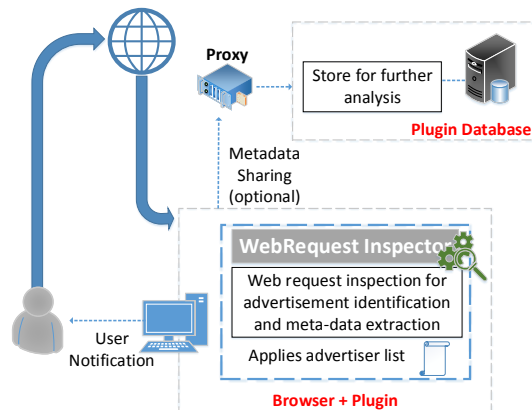 Proxy
Store for further
analysis
Plugin Database
Metadata
Sharing
(optional)
WebRequest Inspector
Web request inspection for
advertisement identification
and meta-data extraction
Applies advertiser list
User
Notification
Browser + Plugin